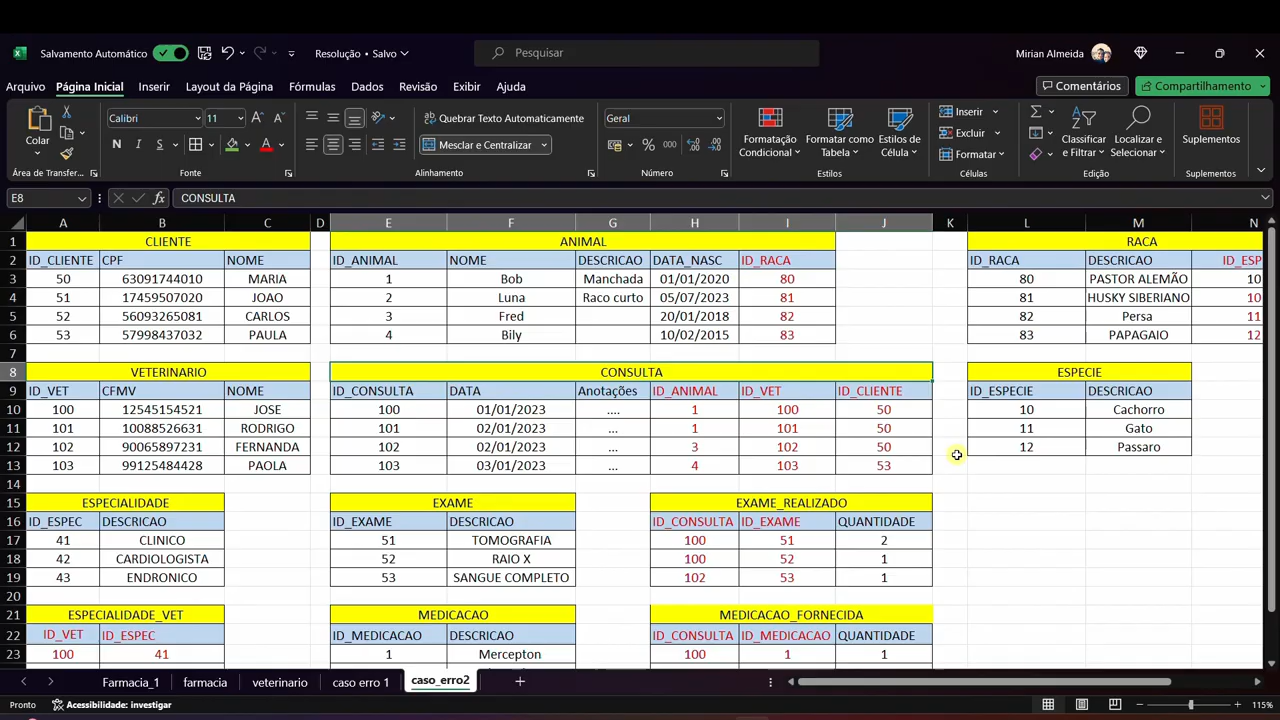 Salvamento Automático Resolução • Salvo Pesquisar Mirian Almeida
Arquivo Página Inicial Inserir Layout da Página Fórmulas Dados Revisão Exibir Ajuda Comentários Compartilhamento
Colar Calibri 11 N I S A Quebrar Texto Automaticamente Mesclar e Centralizar Geral % 000 Formatação Condicional Formatar como Tabela Estilos de Célula Inserir Excluir Formatar Classificar e Filtrar Localizar e Selecionar Suplementos
Área de Transfer... Fonte Alinhamento Número Estilos Células Edição Suplementos
E8 fx CONSULTA
A B C D E F G H I J K L M N
1 CLIENTE ANIMAL RACA
2 ID_CLIENTE CPF NOME ID_ANIMAL NOME DESCRICAO DATA_NASC ID_RACA ID_RACA DESCRICAO ID_ESP
3 50 63091744010 MARIA 1 Bob Manchada 01/01/2020 80 80 PASTOR ALEMÃO 10
4 51 17459507020 JOAO 2 Luna Raco curto 05/07/2023 81 81 HUSKY SIBERIANO 10
5 52 56093265081 CARLOS 3 Fred 20/01/2018 82 82 Persa 11
6 53 57998437032 PAULA 4 Bily 10/02/2015 83 83 PAPAGAIO 12
7
8 VETERINARIO CONSULTA ESPECIE
9 ID_VET CFMV NOME ID_CONSULTA DATA Anotações ID_ANIMAL ID_VET ID_CLIENTE ID_ESPECIE DESCRICAO
10 100 12545154521 JOSE 100 01/01/2023 .... 1 100 50 10 Cachorro
11 101 10088526631 RODRIGO 101 02/01/2023 ... 1 101 50 11 Gato
12 102 90065897231 FERNANDA 102 02/01/2023 ... 3 102 50 12 Passaro
13 103 99125484428 PAOLA 103 03/01/2023 ... 4 103 53
14
15 ESPECIALIDADE EXAME EXAME_REALIZADO
16 ID_ESPEC DESCRICAO ID_EXAME DESCRICAO ID_CONSULTA ID_EXAME QUANTIDADE
17 41 CLINICO 51 TOMOGRAFIA 100 51 2
18 42 CARDIOLOGISTA 52 RAIO X 100 52 1
19 43 ENDRONICO 53 SANGUE COMPLETO 102 53 1
20
21 ESPECIALIDADE_VET MEDICACAO MEDICACAO_FORNECIDA
22 ID_VET ID_ESPEC ID_MEDICACAO DESCRICAO ID_CONSULTA ID_MEDICACAO QUANTIDADE
23 100 41 1 Mercepton 100 1 1
Farmacia_1 farmacia veterinario caso erro 1 caso_erro2
Pronto Acessibilidade: investigar 115%